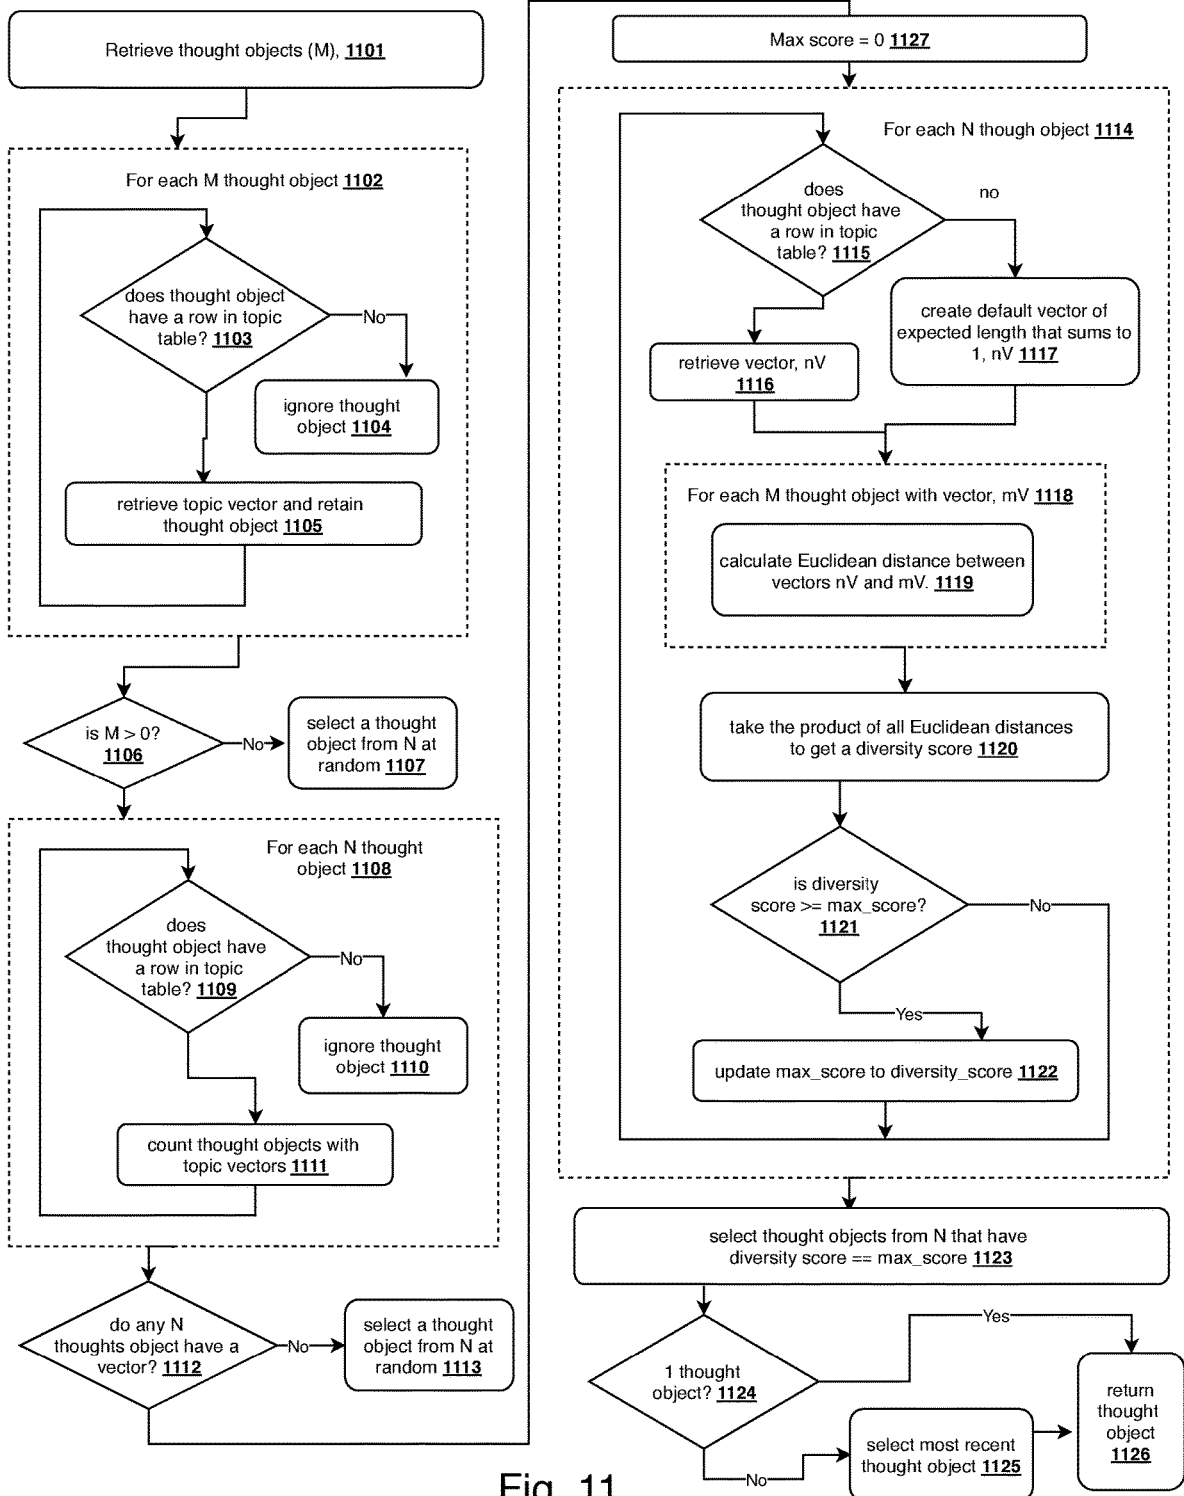 Retrieve thought objects (M), 1101
For each M thought object 1102
does thought object
have a row in topic
table? 1103
No
ignore thought
object 1104
retrieve topic vector and retain
thought object 1105
is M > 0?
1106
No
select a thought
object from N at
random 1107
For each N thought
object 1108
does
thought object have
a row in topic
table? 1109
No
ignore thought
object 1110
count thought objects with
topic vectors 1111
do any N
thoughts object have a
vector? 1112
No
select a thought
object from N at
random 1113
Max score = 0 1127
For each N though object 1114
does
thought object have
a row in topic
table? 1115
no
create default vector of
expected length that sums to
1, nV 1117
retrieve vector, nV
1116
For each M thought object with vector, mV 1118
calculate Euclidean distance between
vectors nV and mV. 1119
take the product of all Euclidean distances
to get a diversity score 1120
is diversity
score >= max_score?
1121
No
Yes
update max_score to diversity_score 1122
select thought objects from N that have
diversity score == max_score 1123
1 thought
object? 1124
Yes
No
select most recent
thought object 1125
return
thought
object
1126
Fig. 11